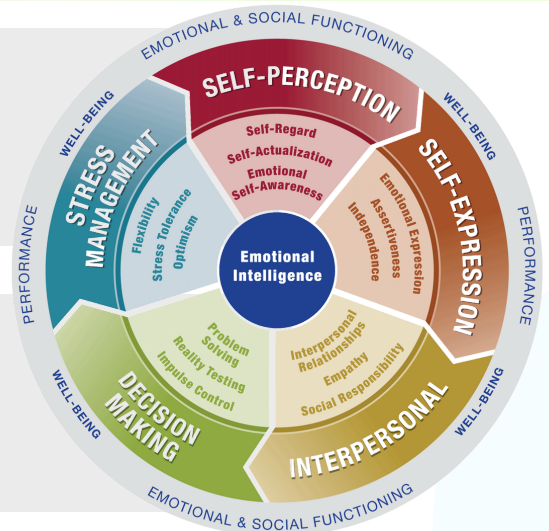 EMOTIONAL & SOCIAL FUNCTIONING
WELL-BEING
PERFORMANCE
WELL-BEING
EMOTIONAL & SOCIAL FUNCTIONING
WELL-BEING
PERFORMANCE
WELL-BEING
SELF-PERCEPTION
Self-Regard
Self-Actualization
Emotional
Self-Awareness
SELF-EXPRESSION
Emotional Expression
Assertiveness
Independence
INTERPERSONAL
Interpersonal
Relationships
Empathy
Social Responsibility
DECISION
MAKING
Problem
Solving
Reality Testing
Impulse Control
STRESS
MANAGEMENT
Flexibility
Stress Tolerance
Optimism
Emotional
Intelligence